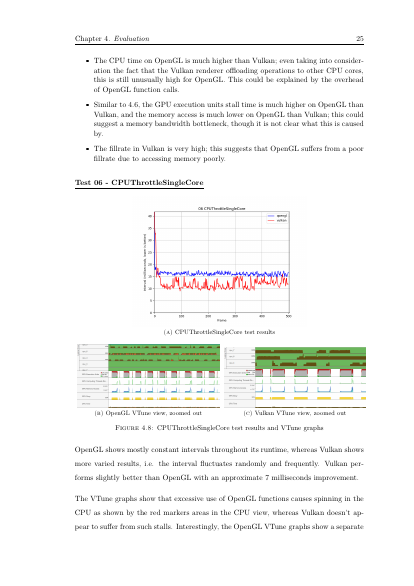 Chapter 4. Evaluation 25
• The CPU time on OpenGL is much higher than Vulkan; even taking into consider-
ation the fact that the Vulkan renderer offloading operations to other CPU cores,
this is still unusually high for OpenGL. This could be explained by the overhead
of OpenGL function calls.
• Similar to 4.6, the GPU execution units stall time is much higher on OpenGL than
Vulkan, and the memory access is much lower on OpenGL than Vulkan; this could
suggest a memory bandwidth bottleneck, though it is not clear what this is caused
by.
• The fillrate in Vulkan is very high; this suggests that OpenGL suffers from a poor
fillrate due to accessing memory poorly.
Test 06 - CPUThrottleSingleCore
06.CPUThrottleSingleCore
opengl
vulkan
(a) CPUThrottleSingleCore test results
(b) OpenGL VTune view, zoomed out
(c) Vulkan VTune view, zoomed out
Figure 4.8: CPUThrottleSingleCore test results and VTune graphs
OpenGL shows mostly constant intervals throughout its runtime, whereas Vulkan shows
more varied results, i.e. the interval fluctuates randomly and frequently. Vulkan per-
forms slightly better than OpenGL with an approximate 7 milliseconds improvement.
The VTune graphs show that excessive use of OpenGL functions causes spinning in the
CPU as shown by the red markers areas in the CPU view, whereas Vulkan doesn't ap-
pear to suffer from such stalls. Interestingly, the OpenGL VTune graphs show a separate